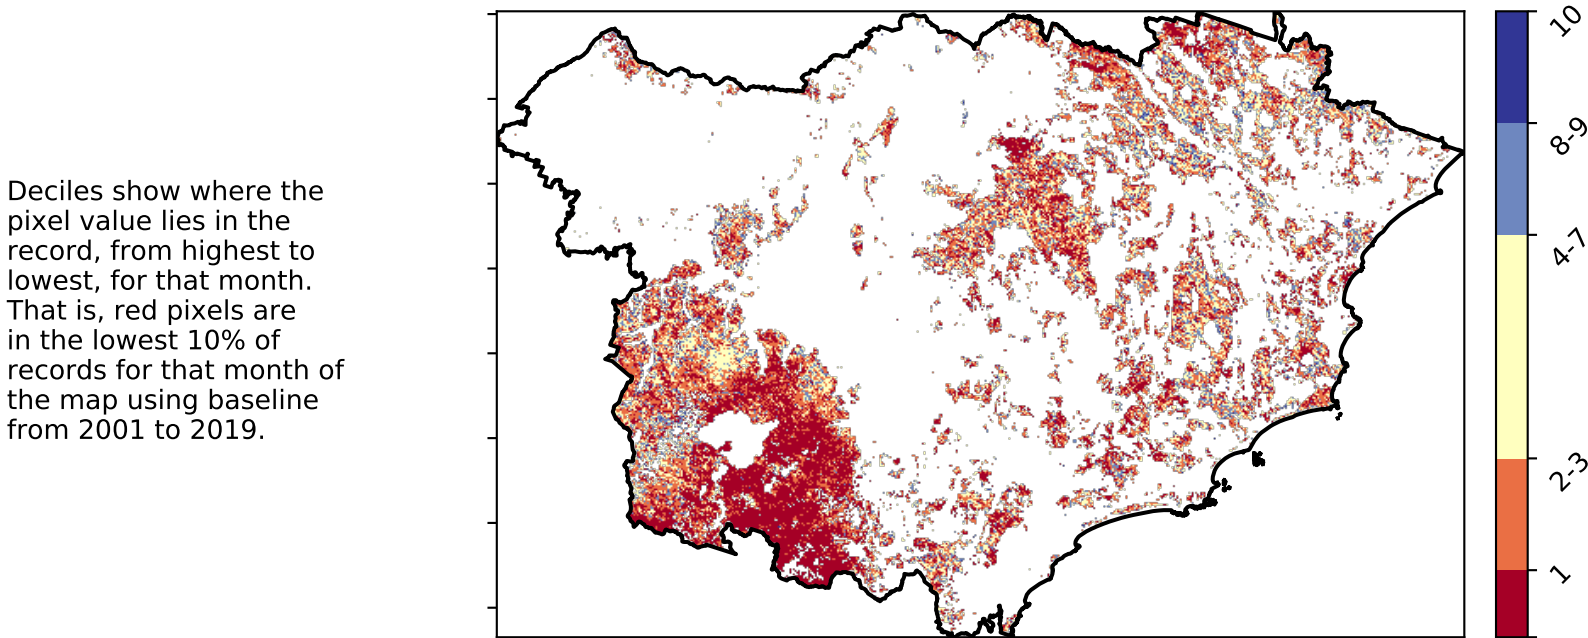 Deciles show where the
pixel value lies in the
record, from highest to
lowest, for that month.
That is, red pixels are
in the lowest 10% of
records for that month of
the map using baseline
from 2001 to 2019.
10
8-9
4-7
2-3
1